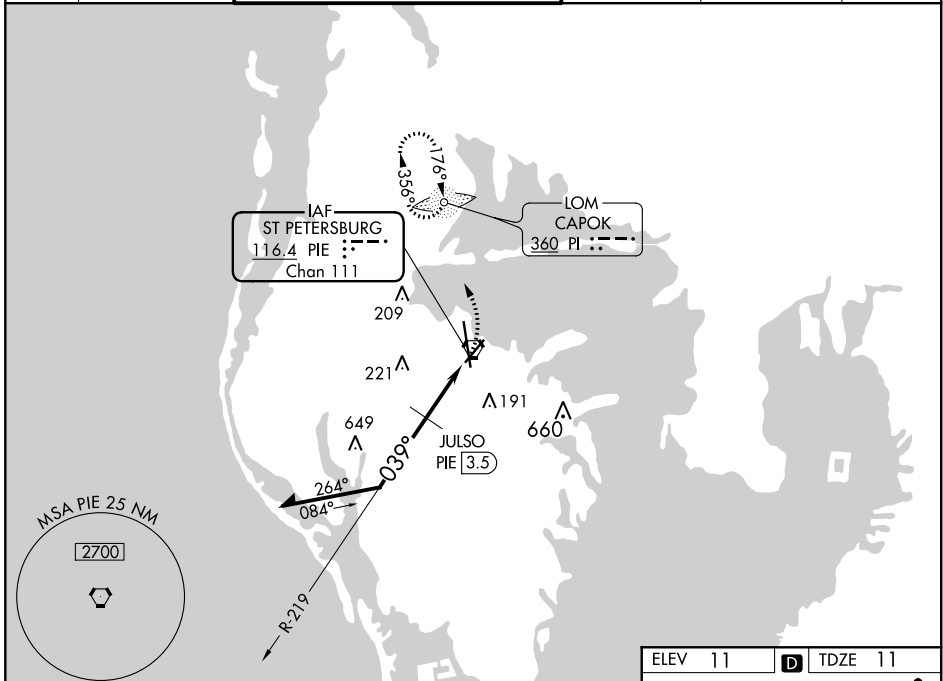 176°
356°
IAF
ST PETERSBURG
116.4 PIE
Chan 111
LOM
CAPOK
360 PI
209
221
191
660
649
JULSO
PIE 3.5
039°
264°
084°
MSA PIE 25 NM
2700
R-219
ELEV 11 D TDZE 11